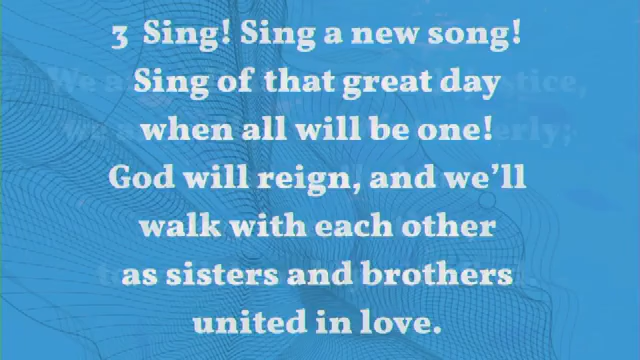 3 Sing! Sing a new song!
Sing of that great day
when all will be one!
God will reign, and we’ll
walk with each other
as sisters and brothers
united in love.